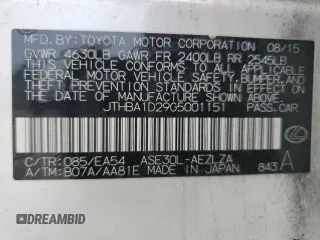 MFD. BY: TOYOTA MOTOR CORPORATION 08/15
GVWR 4630LB GAWR FR 2400LB RR 2545LB
THIS VEHICLE CONFORMS TO ALL APPLICABLE
FEDERAL MOTOR VEHICLE SAFETY, BUMPER, AND
THEFT PREVENTION STANDARDS IN EFFECT ON THE
DATE OF MANUFACTURE SHOWN ABOVE.
JTHBA1D29G5001151 PASS. CAR
C/TR: 085/EA54 ASE30L-AEZLZA
A/TM: B07A/AA81E MADE IN JAPAN 843 A
DREAMBID